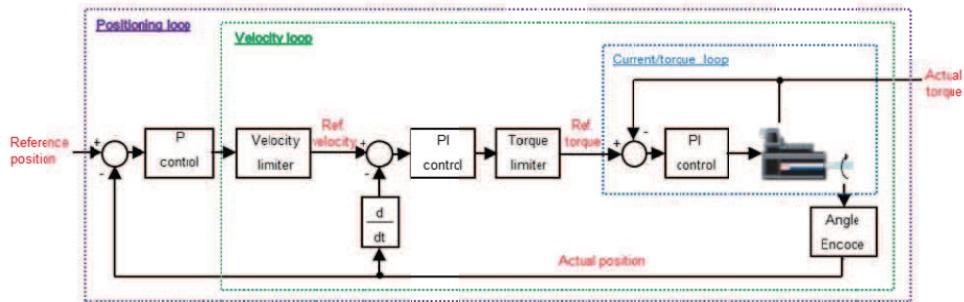 Positioning loop
Velocity loop
Current/torque loop
Actual
torque
Reference
position
+
-
P
control
Velocity
limiter
Ref.
velocity
+
-
PI
control
Torque
limiter
Ref.
torque
+
-
PI
control
d
dt
Angle
Encoce
Actual position